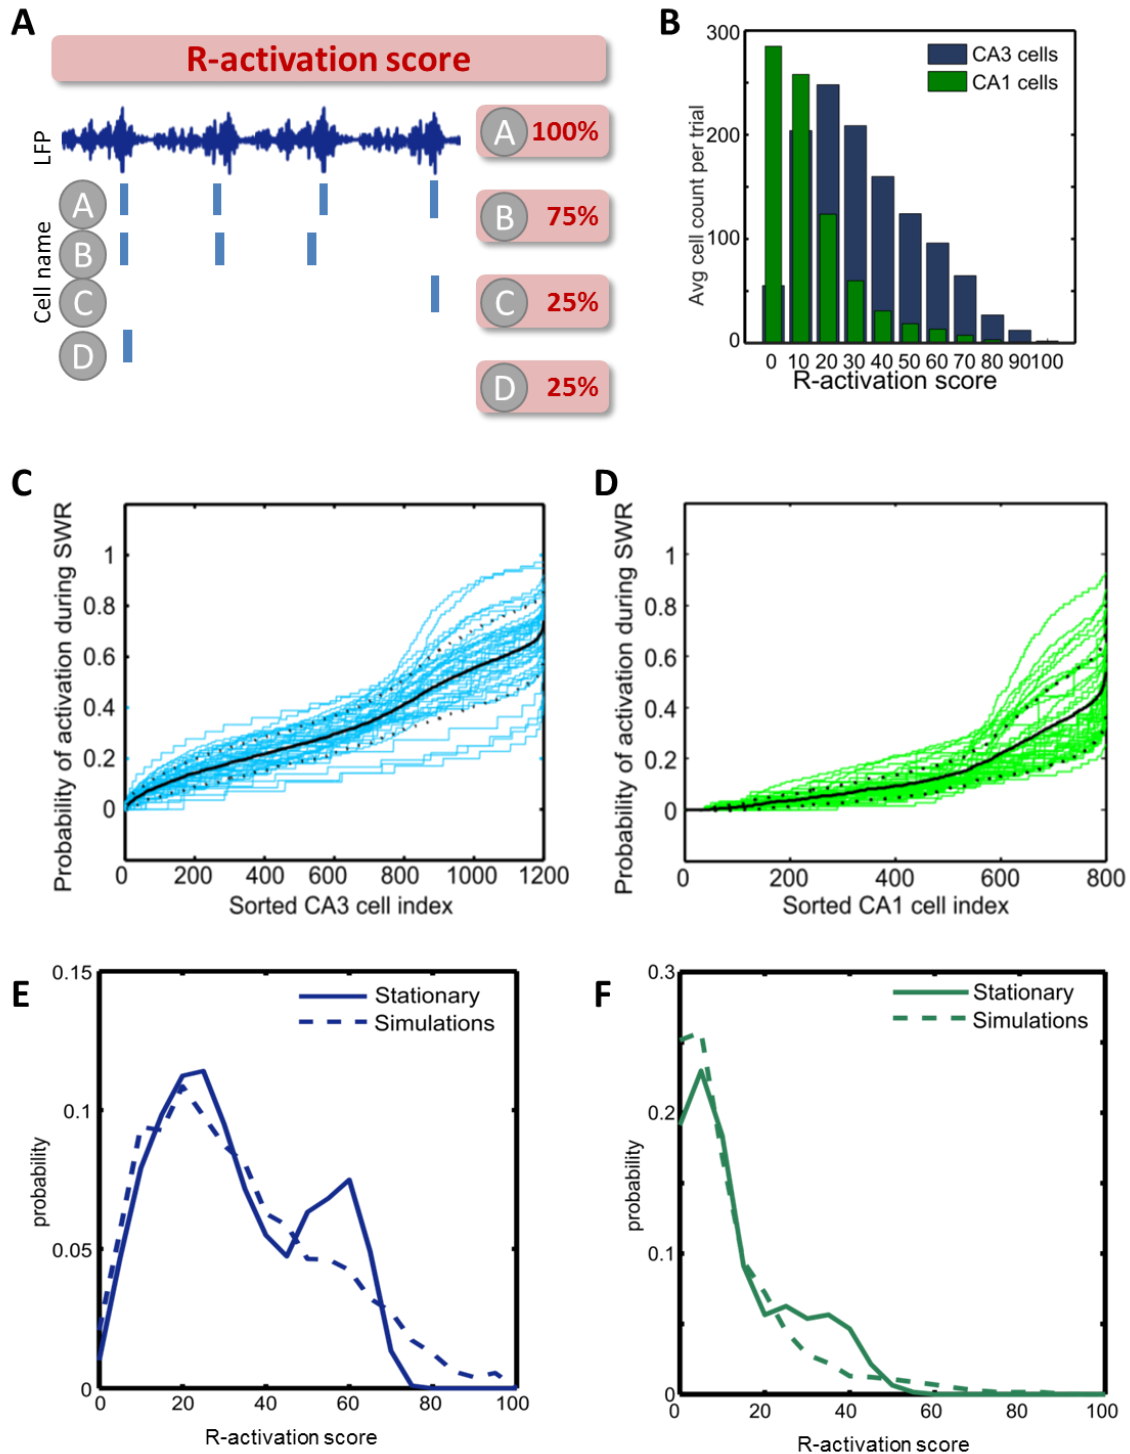 A
R-activation score
LFP
Cell name
A
B
C
D
A 100%
B 75%
C 25%
D 25%
B
Avg cell count per trial
300
200
100
0
CA3 cells
CA1 cells
0 10 20 30 40 50 60 70 80 90 100
R-activation score
C
Probability of activation during SWR
1
0.8
0.6
0.4
0.2
0
0 200 400 600 800 1000 1200
Sorted CA3 cell index
D
Probability of activation during SWR
1
0.8
0.6
0.4
0.2
0
0 200 400 600 800
Sorted CA1 cell index
E
probability
0.15
0.1
0.05
0
Stationary
Simulations
0 20 40 60 80 100
R-activation score
F
probability
0.3
0.2
0.1
0
Stationary
Simulations
0 20 40 60 80 100
R-activation score